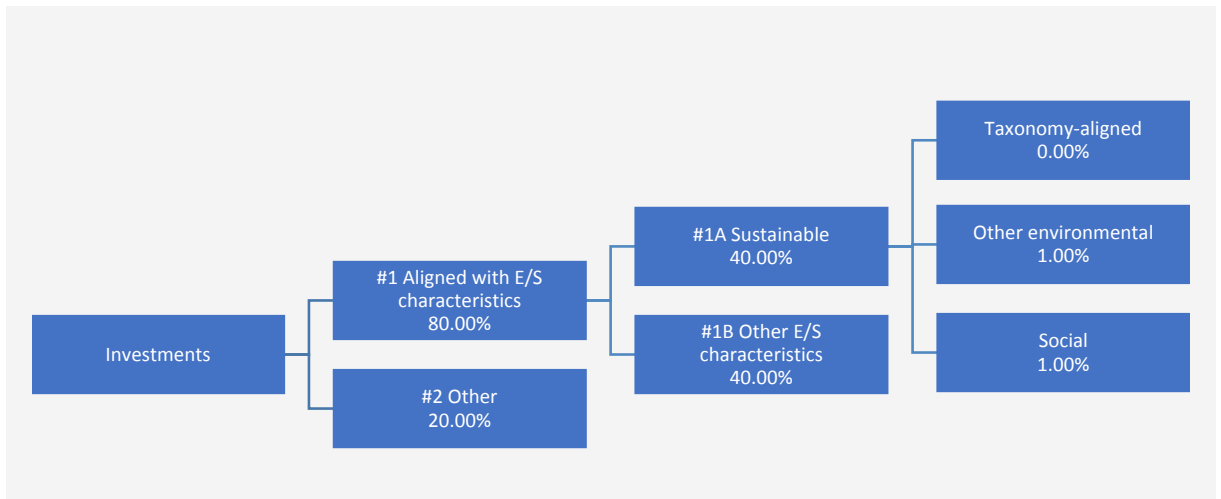 Investments
#1 Aligned with E/S
characteristics
80.00%
#2 Other
20.00%
#1A Sustainable
40.00%
#1B Other E/S
characteristics
40.00%
Taxonomy-aligned
0.00%
Other environmental
1.00%
Social
1.00%